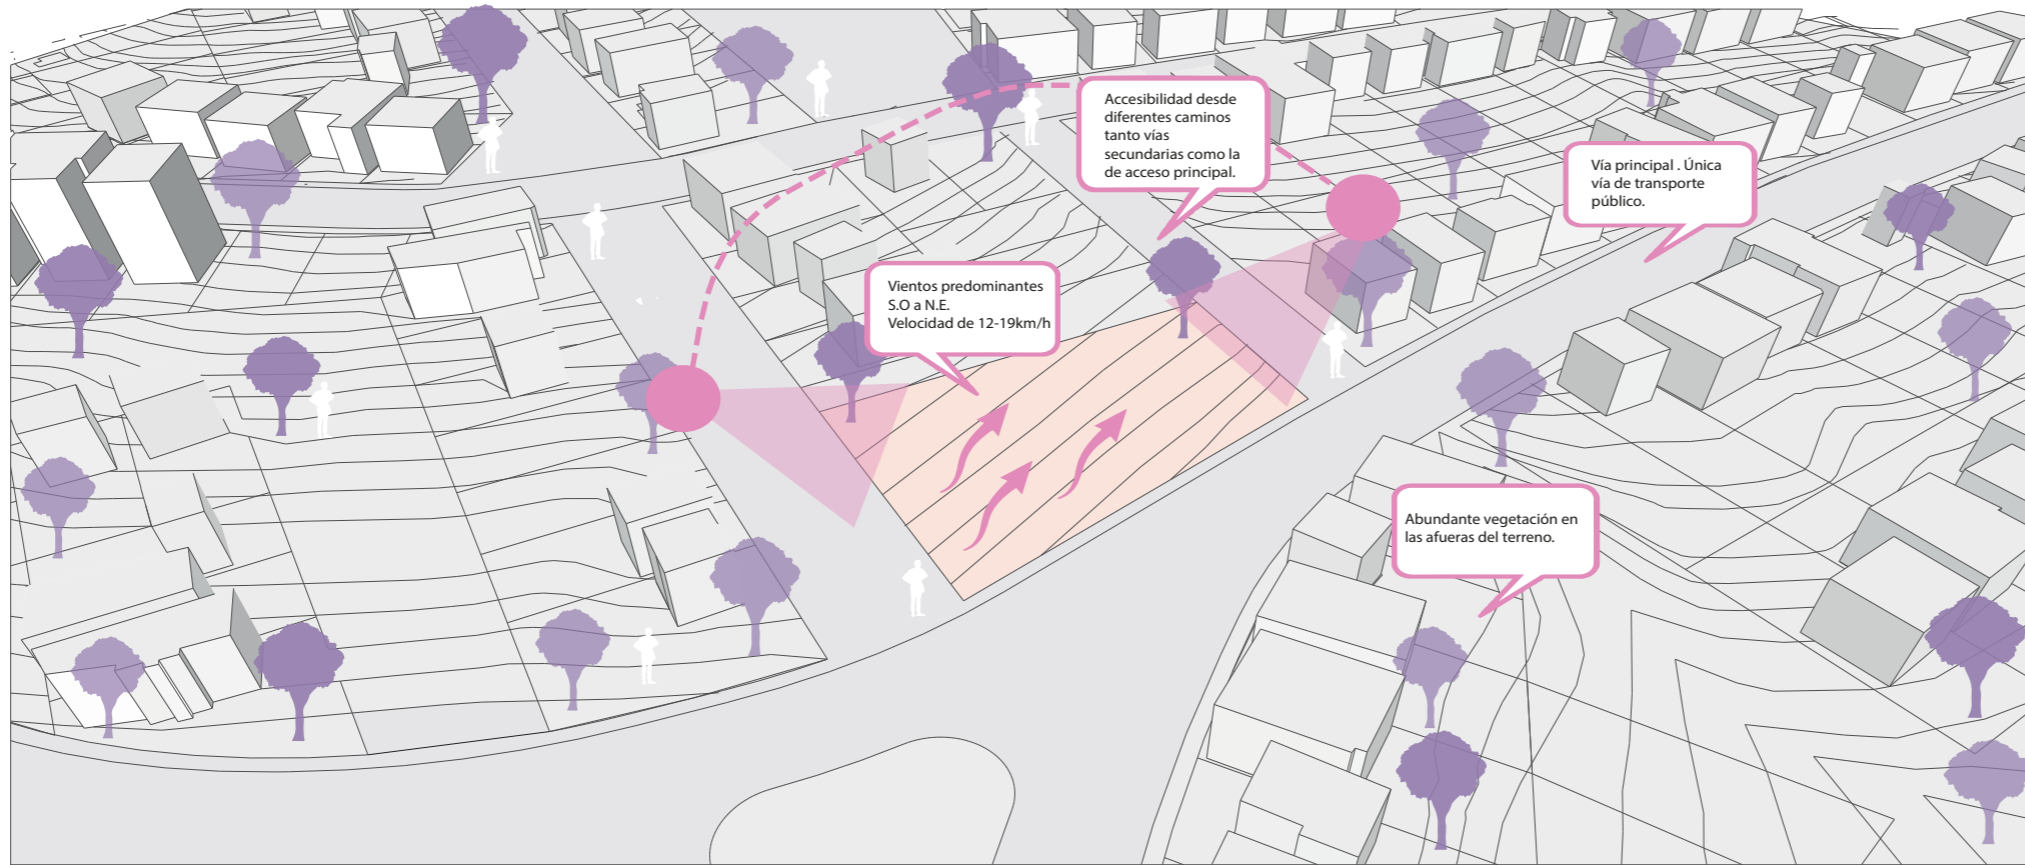 Accesibilidad desde
diferentes caminos
tanto vías
secundarias como la
de acceso principal.
Vía principal . Única
vía de transporte
público.
Vientos predominantes
S.O a N.E.
Velocidad de 12-19km/h
Abundante vegetación en
las afueras del terreno.